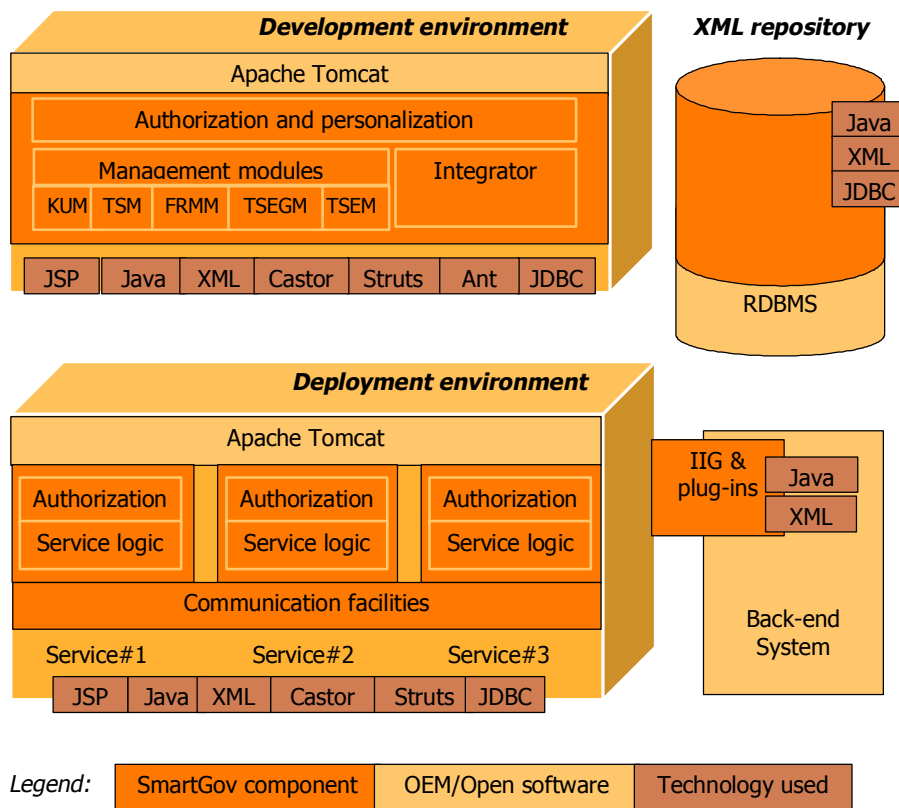 Development environment
XML repository
Apache Tomcat
Authorization and personalization
Management modules
Integrator
KUM TSM FRMM TSEGM TSEM
JSP Java XML Castor Struts Ant JDBC
Java
XML
JDBC
RDBMS
Deployment environment
Apache Tomcat
Authorization Authorization Authorization
Service logic Service logic Service logic
Communication facilities
Service#1 Service#2 Service#3
JSP Java XML Castor Struts JDBC
IIG &
plug-ins
Java
XML
Back-end
System
Legend: SmartGov component OEM/Open software Technology used